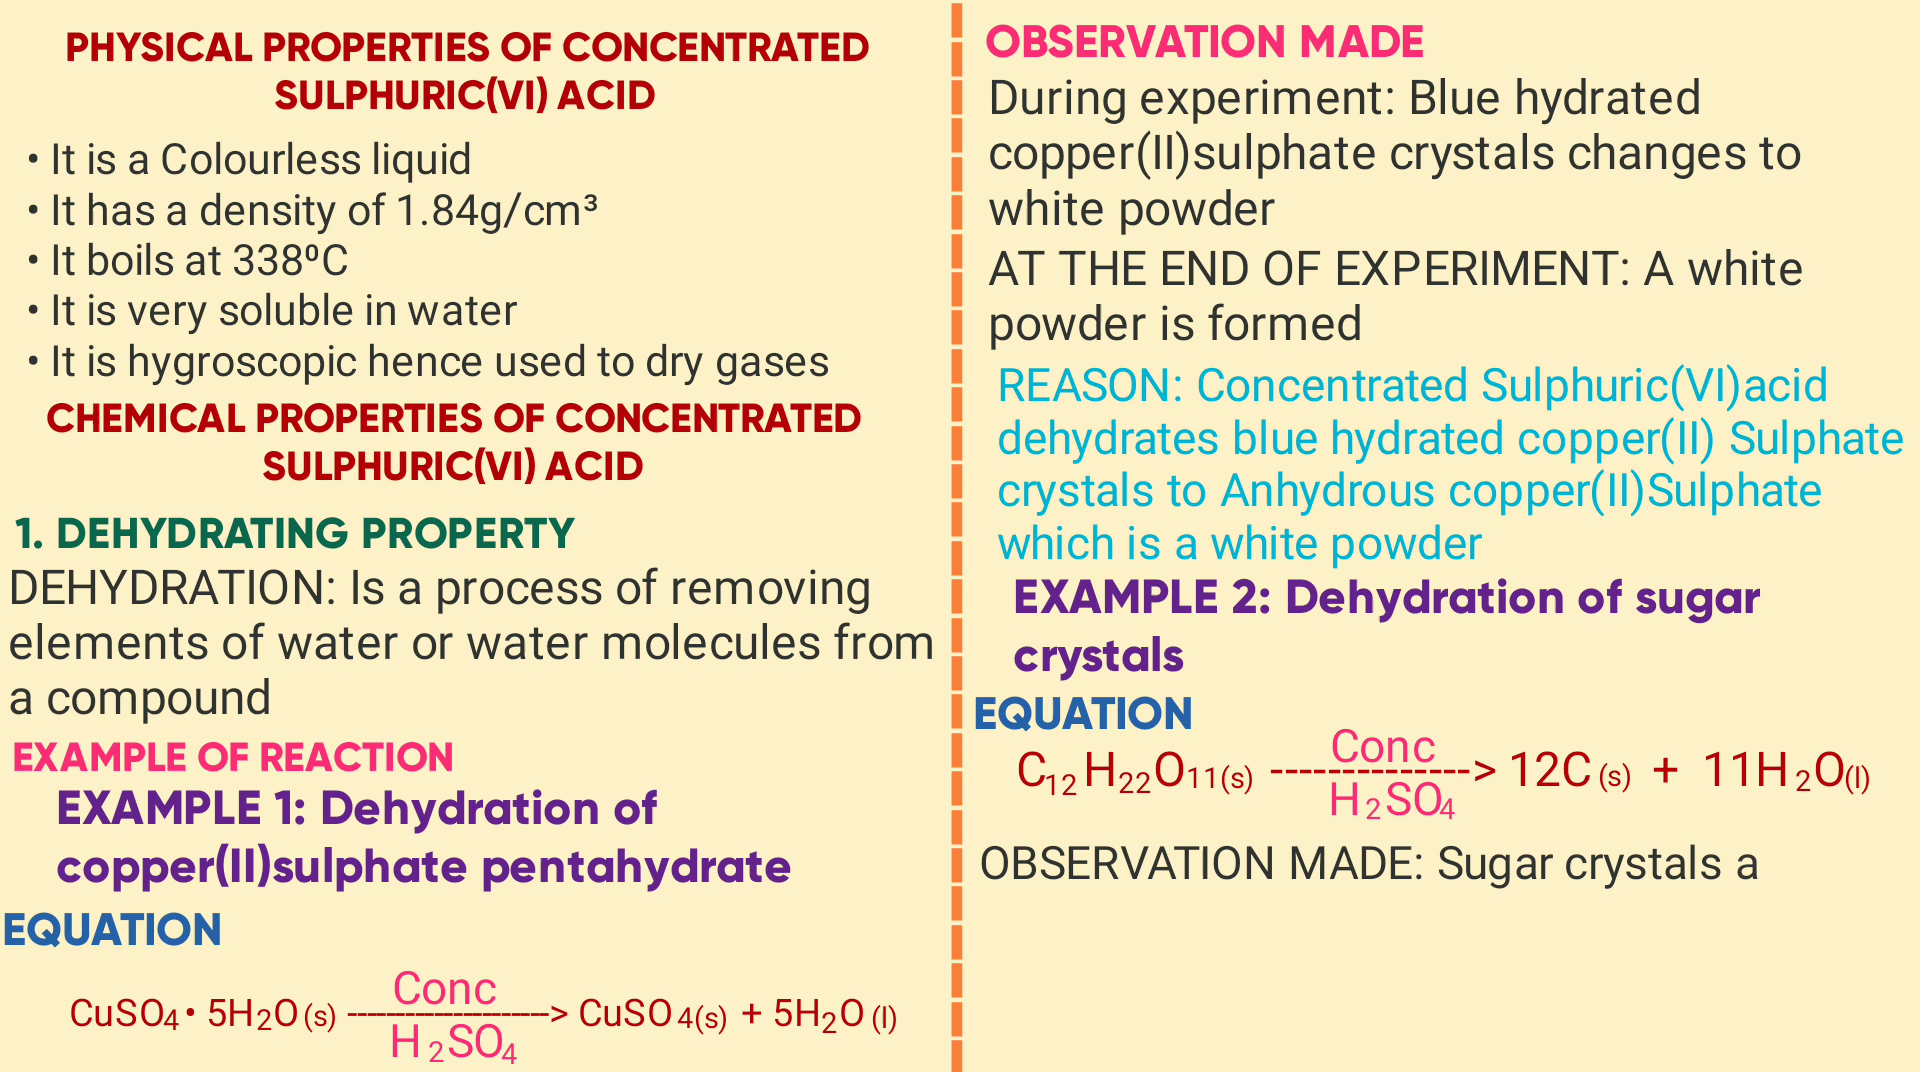 PHYSICAL PROPERTIES OF CONCENTRATED
SULPHURIC(VI) ACID
• It is a Colourless liquid
• It has a density of 1.84g/cm³
• It boils at 338⁰C
• It is very soluble in water
• It is hygroscopic hence used to dry gases
CHEMICAL PROPERTIES OF CONCENTRATED
SULPHURIC(VI) ACID
1. DEHYDRATING PROPERTY
DEHYDRATION: Is a process of removing
elements of water or water molecules from
a compound
EXAMPLE OF REACTION
EXAMPLE 1: Dehydration of
copper(II)sulphate pentahydrate
EQUATION
Conc
CuSO₄• 5H₂O(s) --------------------> CuSO₄(s) + 5H₂O(l)
H₂SO₄
OBSERVATION MADE
During experiment: Blue hydrated
copper(II)sulphate crystals changes to
white powder
AT THE END OF EXPERIMENT: A white
powder is formed
REASON: Concentrated Sulphuric(VI)acid
dehydrates blue hydrated copper(II) Sulphate
crystals to Anhydrous copper(II)Sulphate
which is a white powder
EXAMPLE 2: Dehydration of sugar
crystals
EQUATION
Conc
C₁₂H₂₂O₁₁(s) --------------> 12C(s) + 11H₂O(l)
H₂SO₄
OBSERVATION MADE: Sugar crystals a